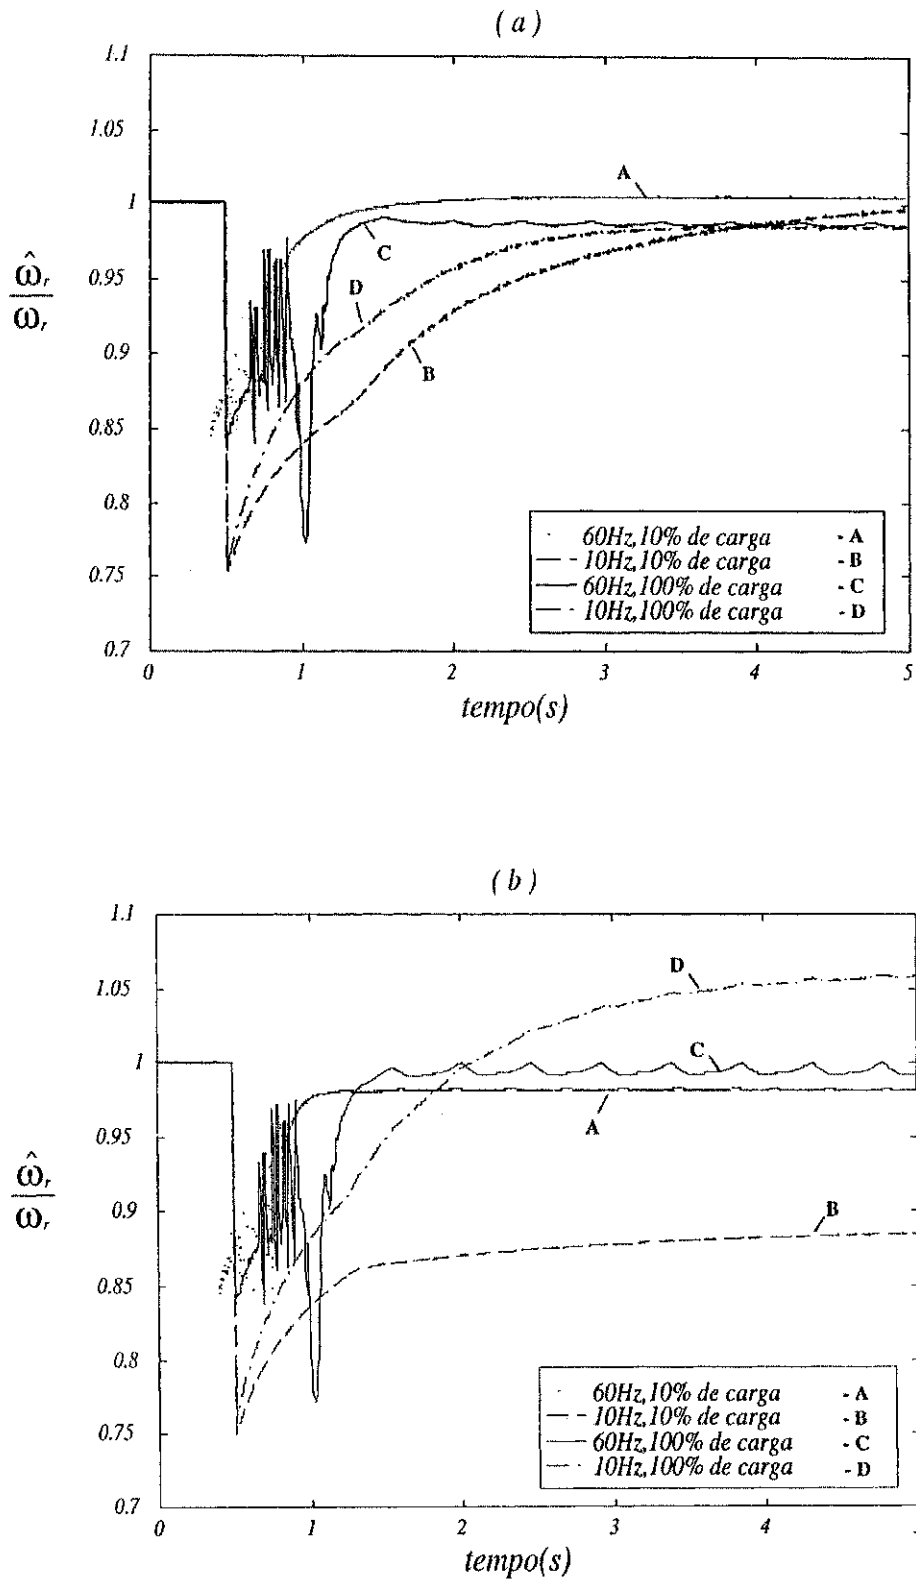 ( a )
1.1
1.05
1
0.95
0.9
0.85
0.8
0.75
0.7
ω̂r
ωr
A
C
D
B
60Hz,10% de carga - A
10Hz,10% de carga - B
60Hz,100% de carga - C
10Hz,100% de carga - D
0 1 2 3 4 5
tempo(s)
( b )
1.1
1.05
1
0.95
0.9
0.85
0.8
0.75
0.7
ω̂r
ωr
D
C
A
B
60Hz,10% de carga - A
10Hz,10% de carga - B
60Hz,100% de carga - C
10Hz,100% de carga - D
0 1 2 3 4
tempo(s)